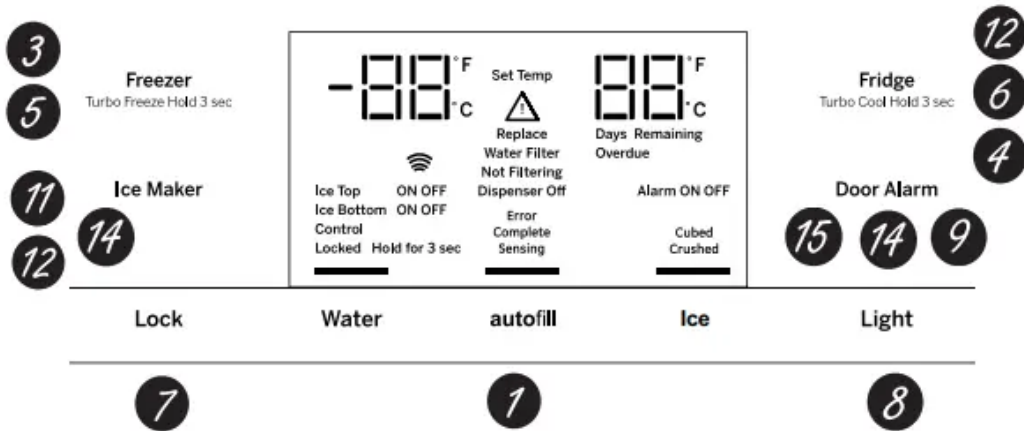 3
5
Freezer
Turbo Freeze Hold 3 sec
11
12
Ice Maker
14
-88 °F
°C
Set Temp
88 °F
°C
Replace
Water Filter
Not Filtering
Dispenser Off
Days Remaining
Overdue
Ice Top ON OFF
Ice Bottom ON OFF
Control
Locked Hold for 3 sec
Error
Complete
Sensing
Alarm ON OFF
Cubed
Crushed
12
6
4
Fridge
Turbo Cool Hold 3 sec
Door Alarm
15 14 9
Lock Water autofill Ice Light
7 1 8